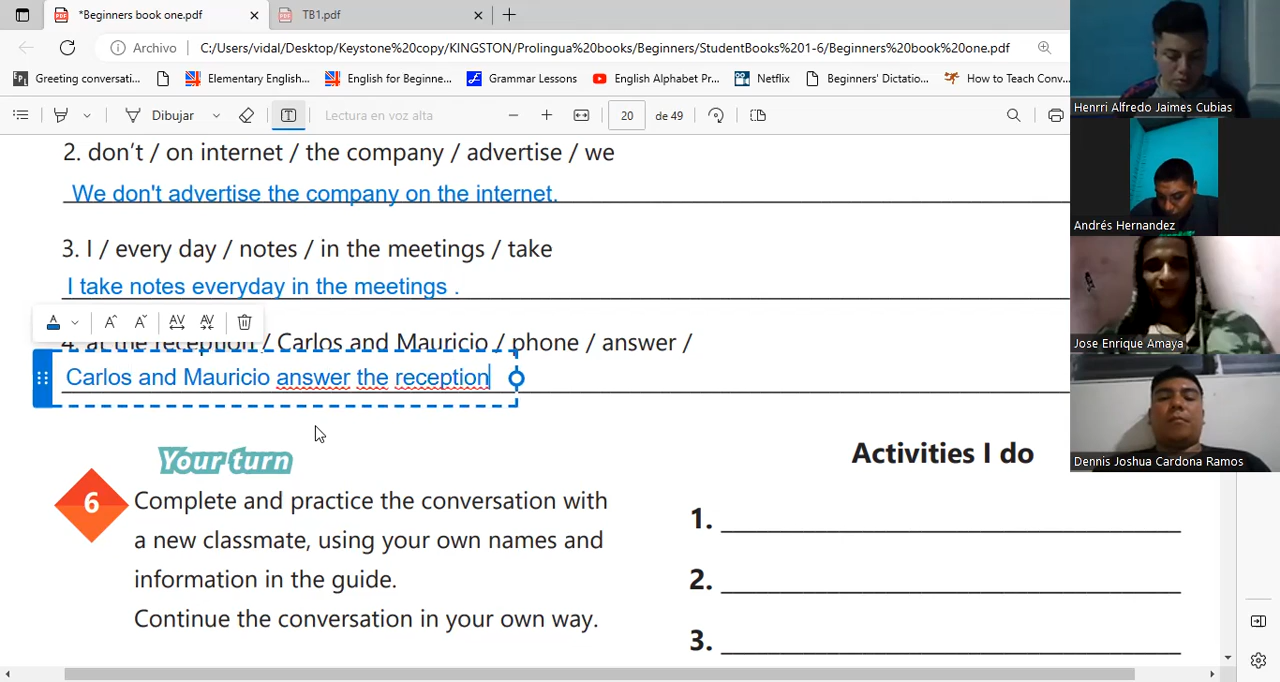 *Beginners book one.pdf
TB1.pdf
Archivo
C:/Users/vidal/Desktop/Keystone%20copy/KINGSTON/Prolingua%20books/Beginners/StudentBooks%201-6/Beginners%20book%20one.pdf
Greeting conversati...
Elementary English...
English for Beginne...
Grammar Lessons
English Alphabet Pr...
Netflix
Beginners' Dictatio...
How to Teach Conv...
Dibujar
Lectura en voz alta
20
de 49
2. don't / on internet / the company / advertise / we
We don't advertise the company on the internet.
3. I / every day / notes / in the meetings / take
I take notes everyday in the meetings .
4. at the reception / Carlos and Mauricio / phone / answer /
Carlos and Mauricio answer the reception
Your turn
6
Complete and practice the conversation with
a new classmate, using your own names and
information in the guide.
Continue the conversation in your own way.
Activities I do
1.
2.
3.
Henrri Alfredo Jaimes Cubias
Andrés Hernandez
Jose Enrique Amaya
Dennis Joshua Cardona Ramos